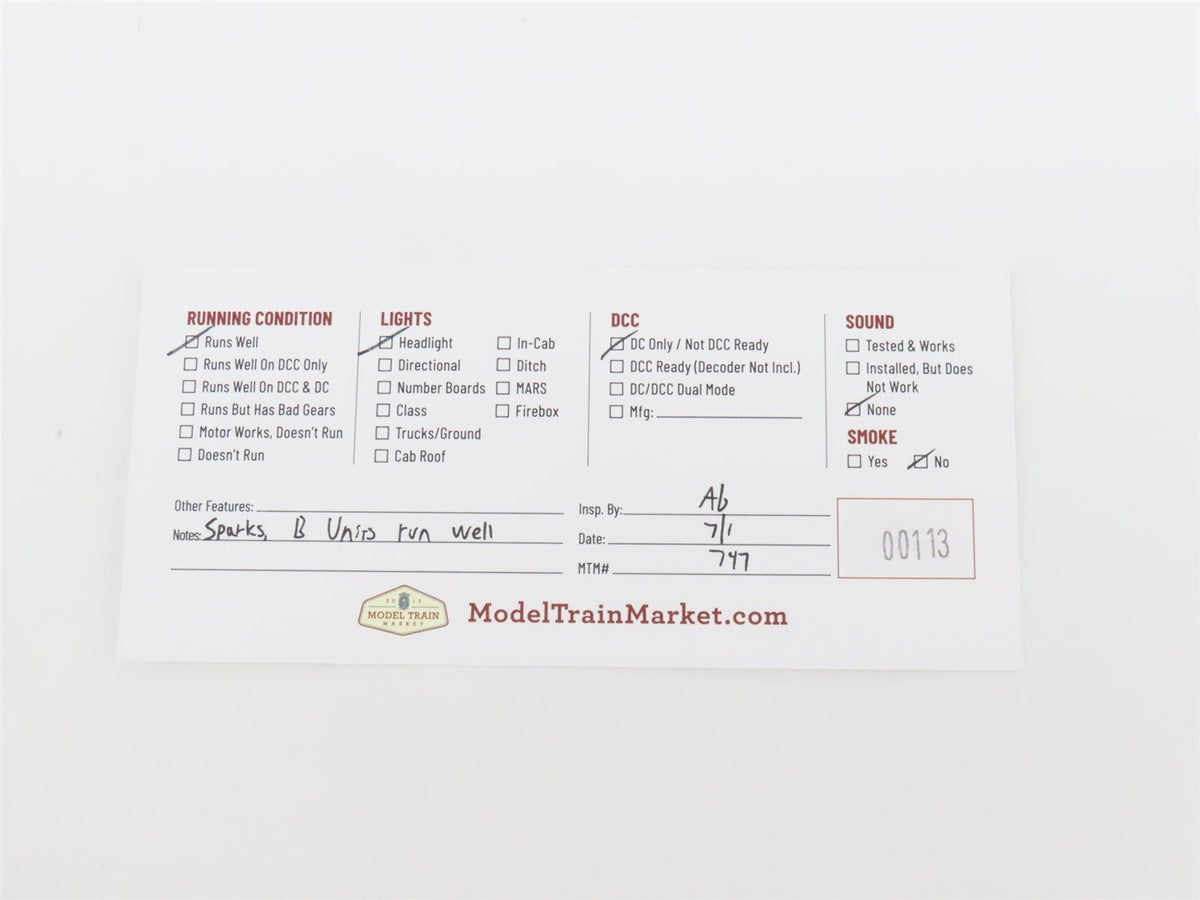 RUNNING CONDITION
Runs Well
Runs Well On DCC Only
Runs Well On DCC & DC
Runs But Has Bad Gears
Motor Works, Doesn't Run
Doesn't Run
LIGHTS
Headlight
Directional
Number Boards
Class
Trucks/Ground
Cab Roof
In-Cab
Ditch
MARS
Firebox
DCC
DC Only / Not DCC Ready
DCC Ready (Decoder Not Incl.)
DC/DCC Dual Mode
Mfg:
SOUND
Tested & Works
Installed, But Does
Not Work
None
SMOKE
Yes No
Other Features:
Notes: Sparks, B Units run well
Insp. By: Ab
Date: 7/1
MTM# 747
00113
2015
MODEL TRAIN
MARKET
ModelTrainMarket.com